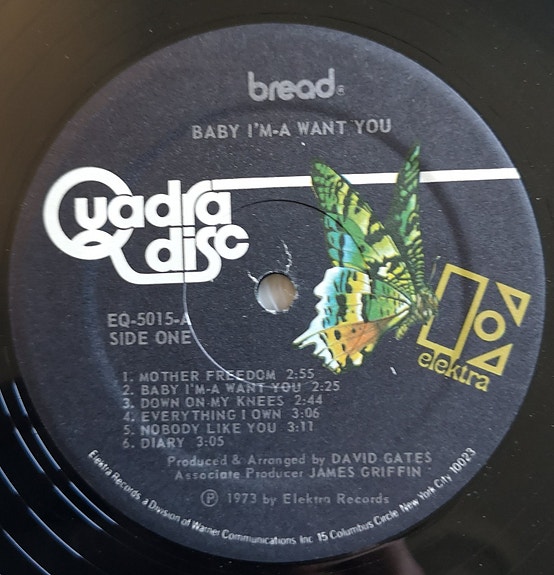 bread®
BABY I'M-A WANT YOU
Quadra
disc
EQ-5015-A
SIDE ONE
elektra
1. MOTHER FREEDOM 2:55
2. BABY I'M-A WANT YOU 2:25
3. DOWN ON MY KNEES 2:44
4. EVERYTHING I OWN 3:06
5. NOBODY LIKE YOU 3:11
6. DIARY 3:05
Produced & Arranged by DAVID GATES
Associate Producer JAMES GRIFFIN
Ⓟ 1973 by Elektra Records
Elektra Records, a Division of Warner Communications Inc 15 Columbus Circle, New York City 10023